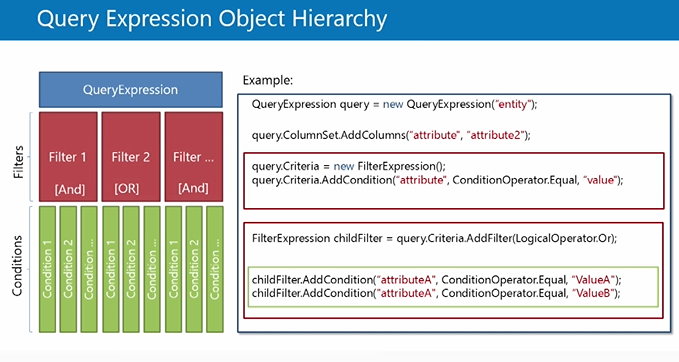 Query Expression Object Hierarchy
Example:
QueryExpression
Filters
Filter 1
[And]
Filter 2
[OR]
Filter ...
[And]
Conditions
Condition 1
Condition 2
Condition ...
Condition 1
Condition 2
Condition ...
Condition 1
Condition 2
Condition ...
QueryExpression query = new QueryExpression("entity");
query.ColumnSet.AddColumns("attribute", "attribute2");
query.Criteria = new FilterExpression();
query.Criteria.AddCondition("attribute", ConditionOperator.Equal, "value");
FilterExpression childFilter = query.Criteria.AddFilter(LogicalOperator.Or);
childFilter.AddCondition("attributeA", ConditionOperator.Equal, "ValueA");
childFilter.AddCondition("attributeA", ConditionOperator.Equal, "ValueB");